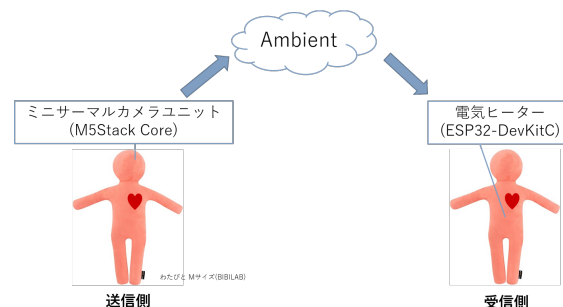 Ambient
ミニサーマルカメラユニット
(M5Stack Core)
電気ヒーター
(ESP32-DevKitC)
わたびと Mサイズ(BIBILAB)
送信側
受信側